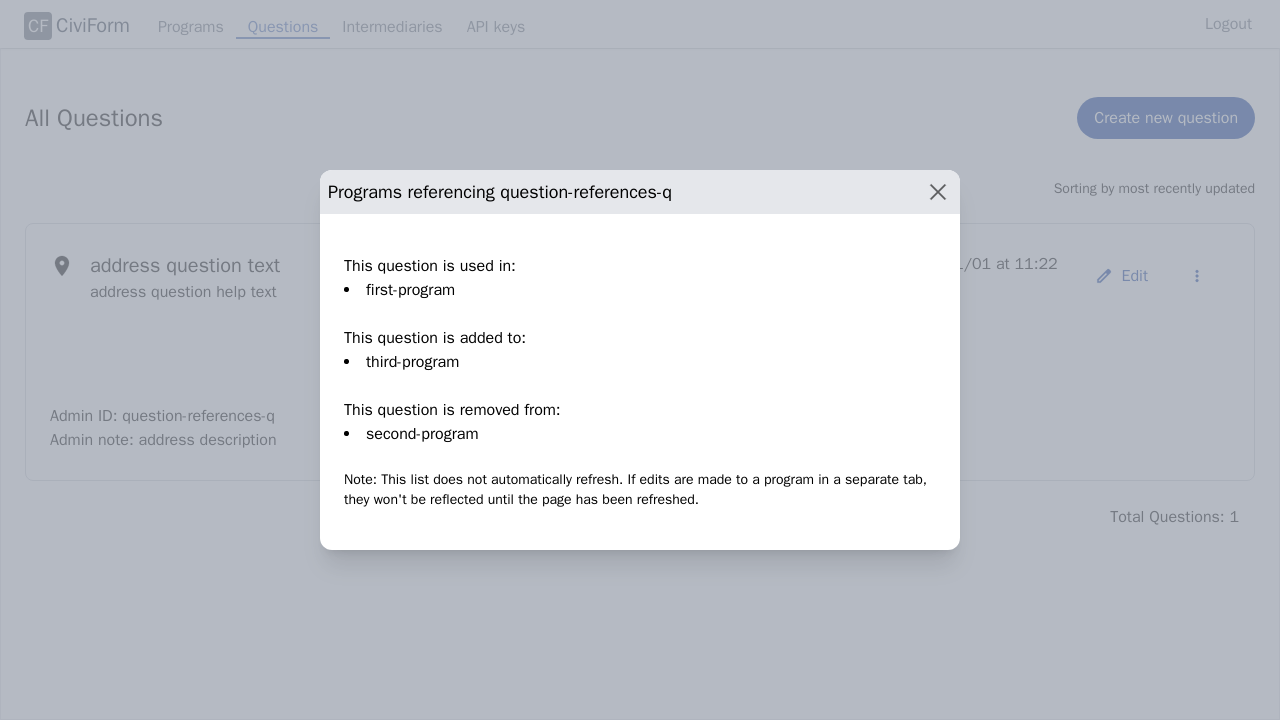 CF CiviForm Programs Questions Intermediaries API keys Logout
All Questions
Create new question
Programs referencing question-references-q
Sorting by most recently updated
address question text
address question help text
/01 at 11:22
Edit
This question is used in:
first-program
This question is added to:
third-program
This question is removed from:
second-program
Admin ID: question-references-q
Admin note: address description
Note: This list does not automatically refresh. If edits are made to a program in a separate tab,
they won't be reflected until the page has been refreshed.
Total Questions: 1